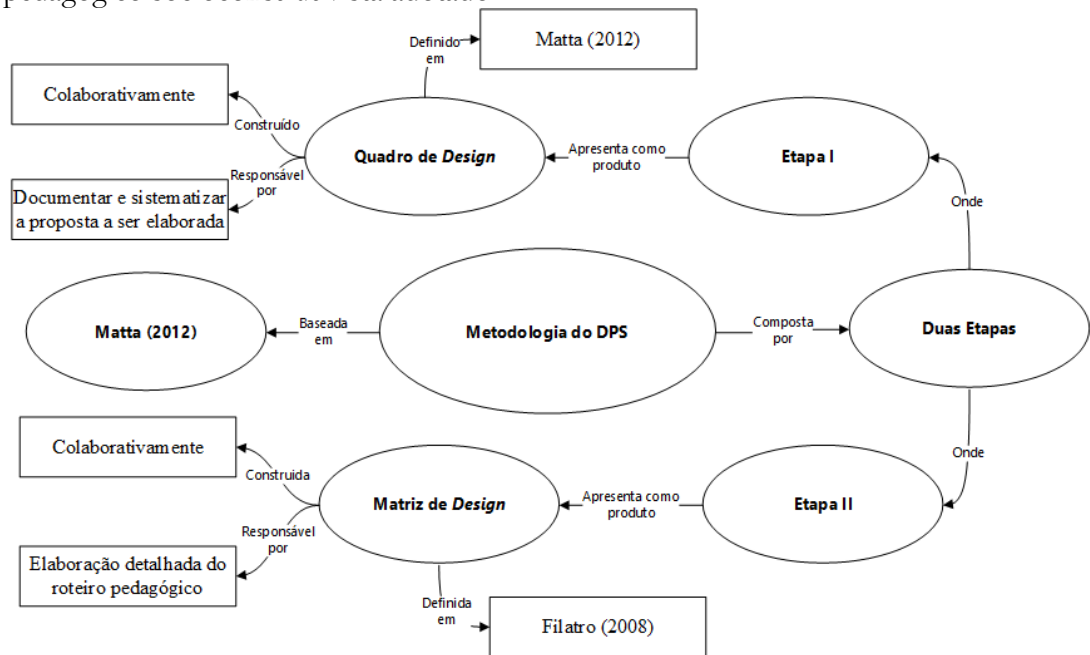 Definido
em
Matta (2012)
Colaborativamente
Construído
Quadro de Design
Apresenta como
produto
Etapa I
Responsável
por
Documentar e sistematizar
a proposta a ser elaborada
Onde
Matta (2012)
Baseada
em
Metodologia do DPS
Composta
por
Duas Etapas
Colaborativamente
Construida
Onde
Matriz de Design
Apresenta como
produto
Etapa II
Responsável
por
Elaboração detalhada do
roteiro pedagógico
Definida
em
Filatro (2008)